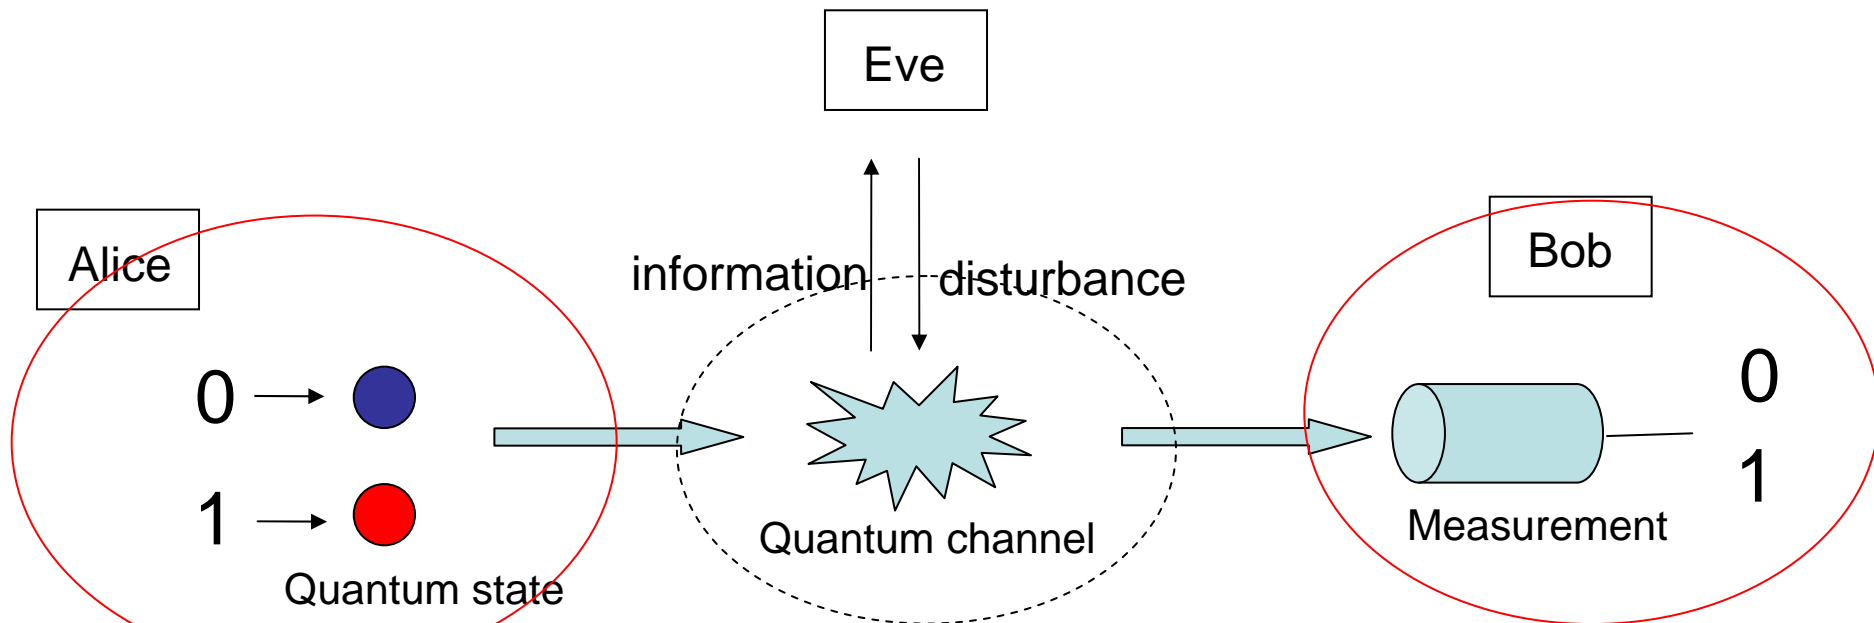 Eve
Alice
information
disturbance
Bob
0
1
Quantum state
Quantum channel
Measurement
0
1